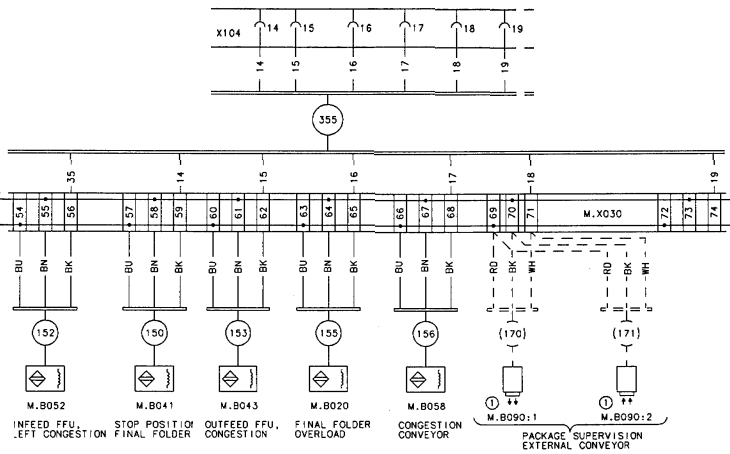 X104 14 15 16 17 18 19
14 15 16 17 18 19
355
35 14 15 16 17 18 19
54 55 56 57 58 59 60 61 62 63 64 65 66 67 68 69 70 71 M.X030 72 73 74
BU BN BK BU BN BK BU BN BK BU BN BK BU BN BK RD BK WH RD BK WH
152 150 153 155 156 (170) (171)
1 1
M.B052 M.B041 M.B043 M.B020 M.B058 M.B090:1 M.B090:2
INFEED FFU, STOP POSITION OUTFEED FFU, FINAL FOLDER CONGESTION
LEFT CONGESTION FINAL FOLDER CONGESTION OVERLOAD CONVEYOR
PACKAGE SUPERVISION
EXTERNAL CONVEYOR